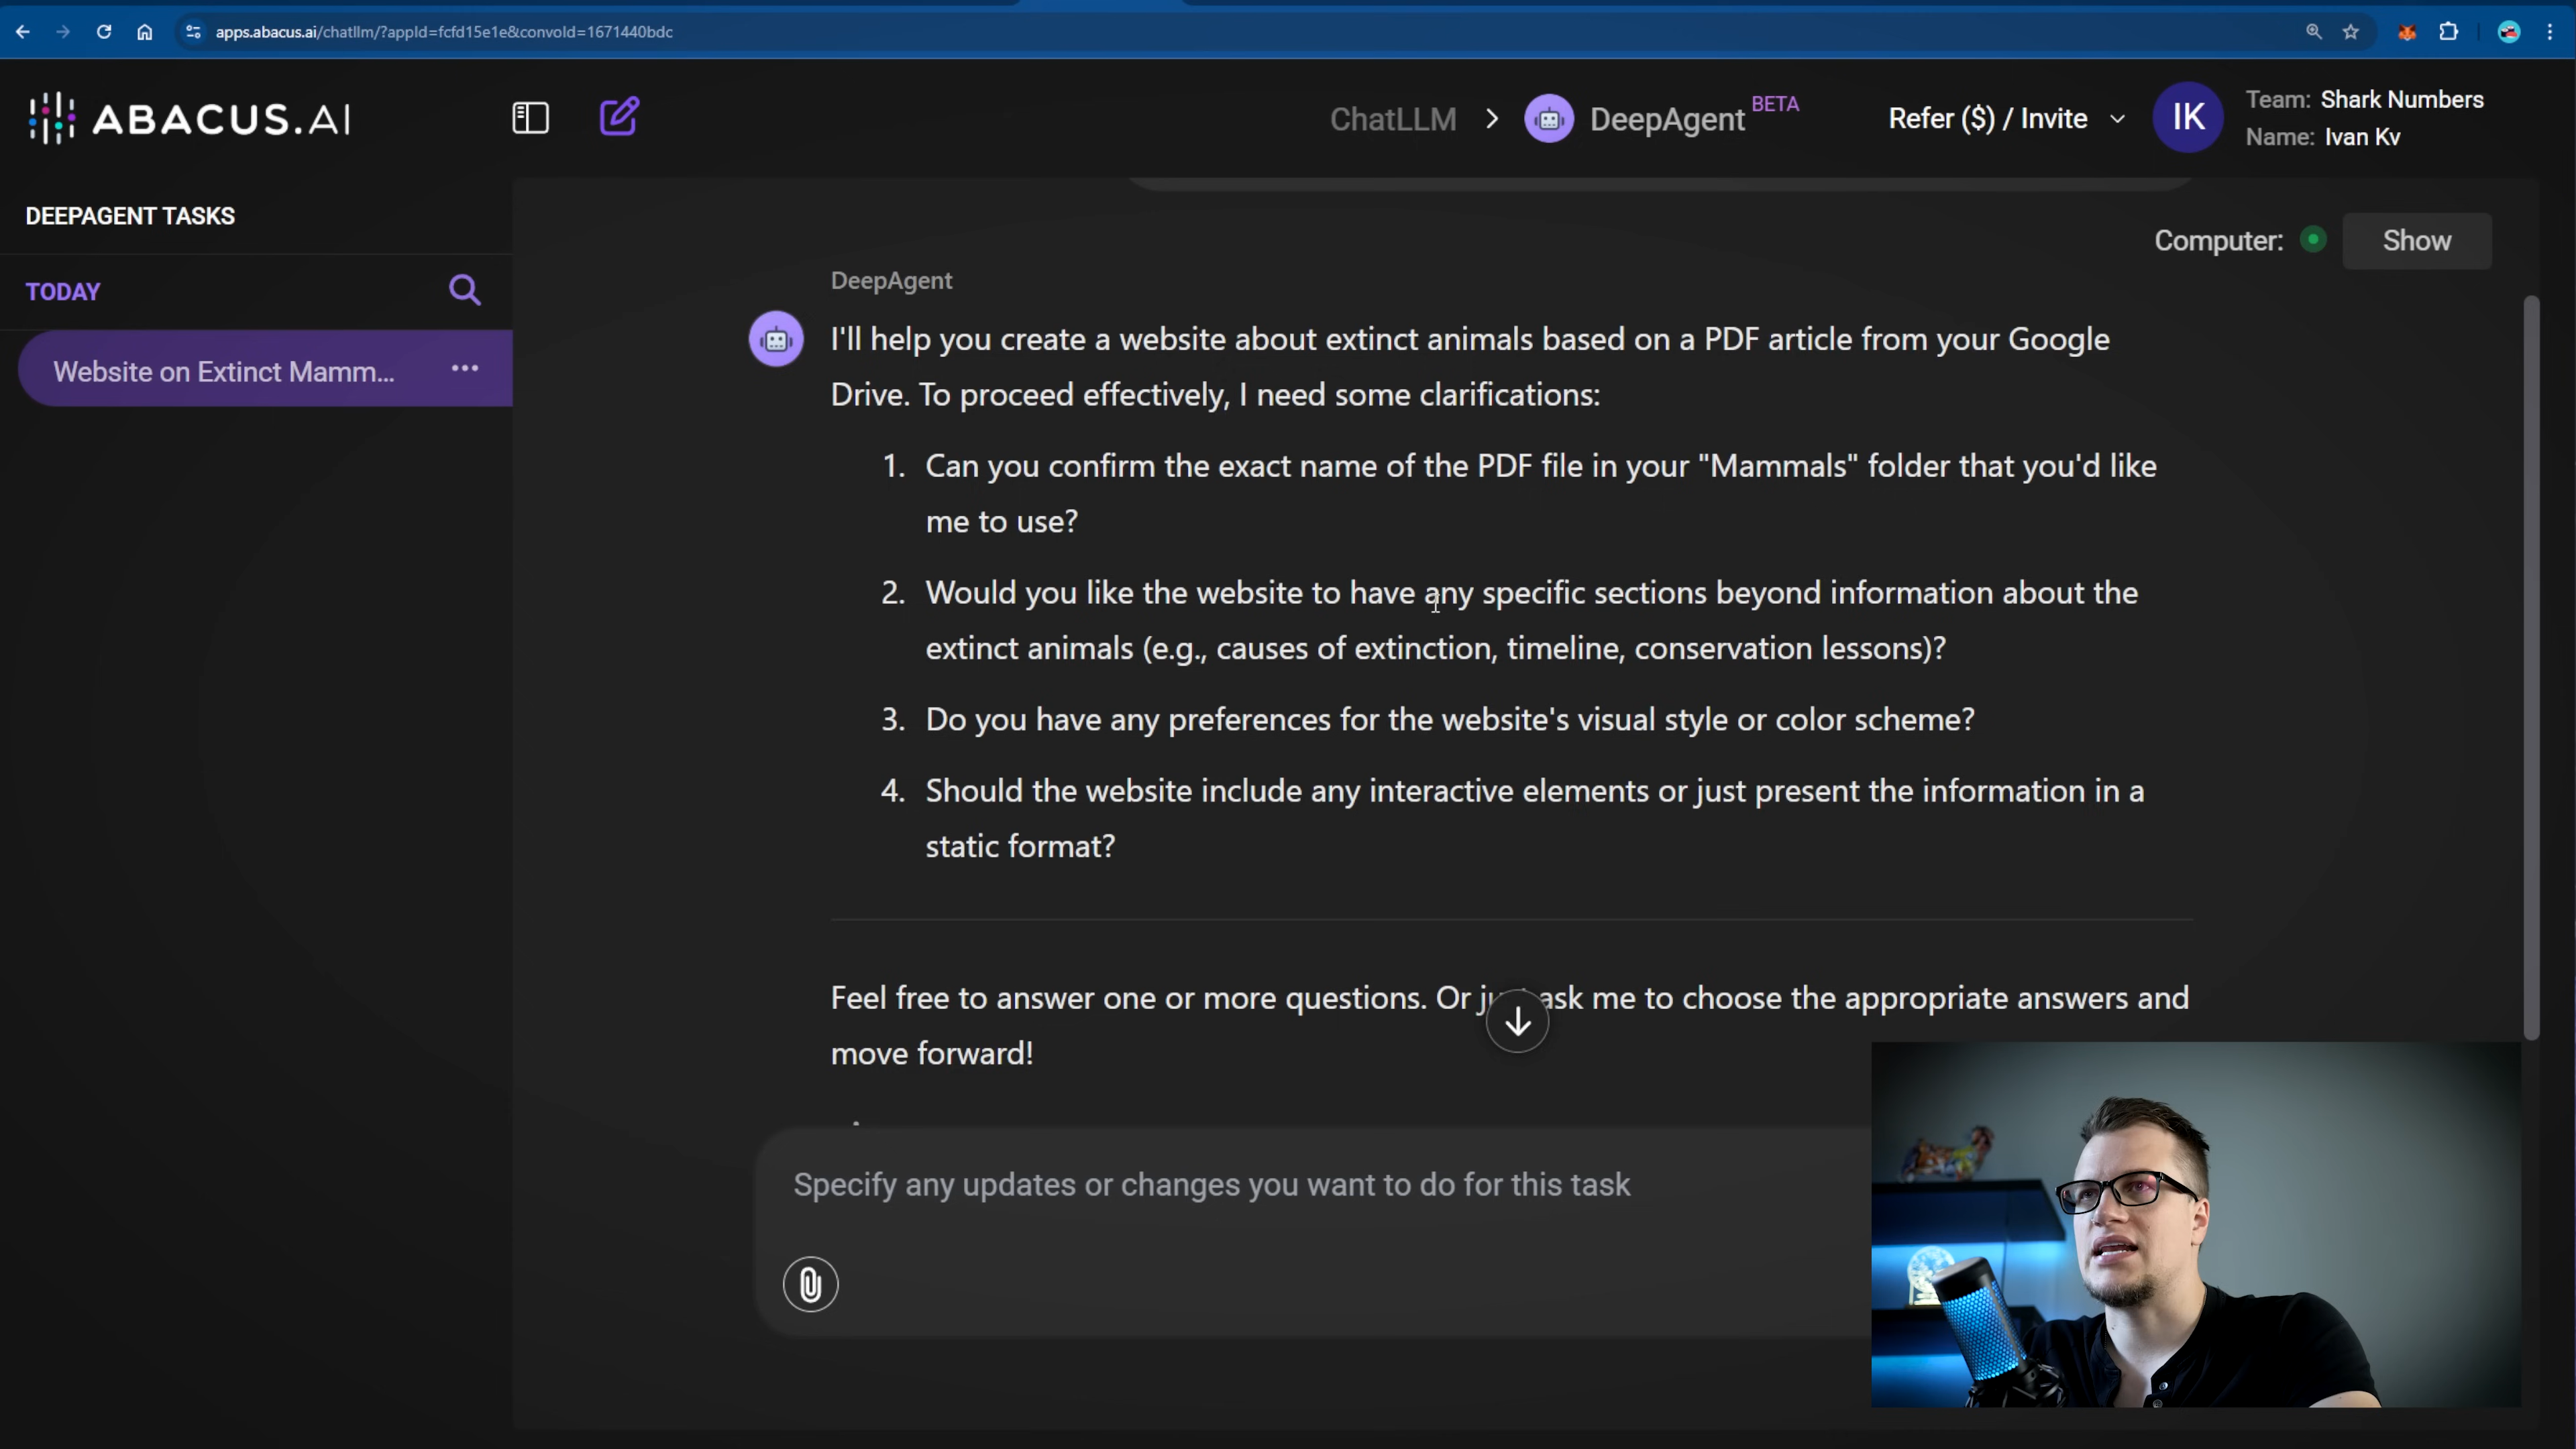 apps.abacus.ai/chatllm/?appId=fcfd15e1e&convoId=1671440bdc
ABACUS.AI
ChatLLM > DeepAgent BETA
Refer ($) / Invite
IK
Team: Shark Numbers
Name: Ivan Kv
DEEPAGENT TASKS
TODAY
Website on Extinct Mamm...
Computer:
Show
DeepAgent
I'll help you create a website about extinct animals based on a PDF article from your Google
Drive. To proceed effectively, I need some clarifications:
1. Can you confirm the exact name of the PDF file in your "Mammals" folder that you'd like
me to use?
2. Would you like the website to have any specific sections beyond information about the
extinct animals (e.g., causes of extinction, timeline, conservation lessons)?
3. Do you have any preferences for the website's visual style or color scheme?
4. Should the website include any interactive elements or just present the information in a
static format?
Feel free to answer one or more questions. Or just ask me to choose the appropriate answers and
move forward!
Specify any updates or changes you want to do for this task